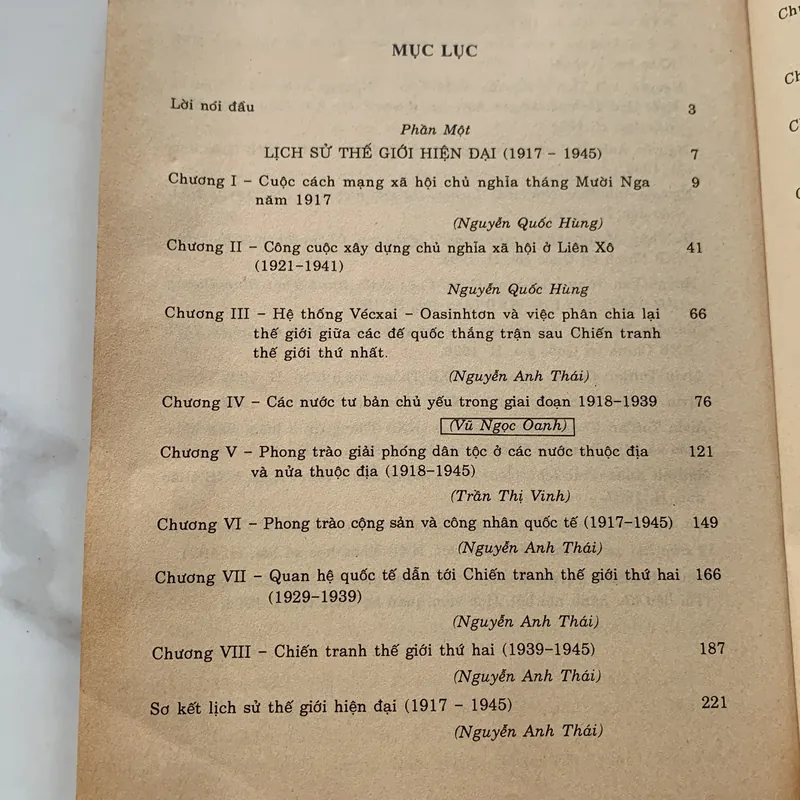 MỤC LỤC
Lời nói đầu 3
Phần Một
LỊCH SỬ THẾ GIỚI HIỆN ĐẠI (1917 – 1945) 7
Chương I – Cuộc cách mạng xã hội chủ nghĩa tháng Mười Nga 9
năm 1917
(Nguyễn Quốc Hùng)
Chương II – Công cuộc xây dựng chủ nghĩa xã hội ở Liên Xô 41
(1921–1941)
Nguyễn Quốc Hùng
Chương III – Hệ thống Vécxai – Oasinhtơn và việc phân chia lại 66
thế giới giữa các đế quốc thắng trận sau Chiến tranh
thế giới thứ nhất.
(Nguyễn Anh Thái)
Chương IV – Các nước tư bản chủ yếu trong giai đoạn 1918–1939 76
(Vũ Ngọc Oanh)
Chương V – Phong trào giải phóng dân tộc ở các nước thuộc địa 121
và nửa thuộc địa (1918–1945)
(Trần Thị Vinh)
Chương VI – Phong trào cộng sản và công nhân quốc tế (1917–1945) 149
(Nguyễn Anh Thái)
Chương VII – Quan hệ quốc tế dẫn tới Chiến tranh thế giới thứ hai 166
(1929–1939)
(Nguyễn Anh Thái)
Chương VIII – Chiến tranh thế giới thứ hai (1939–1945) 187
(Nguyễn Anh Thái)
Sơ kết lịch sử thế giới hiện đại (1917 – 1945) 221
(Nguyễn Anh Thái)